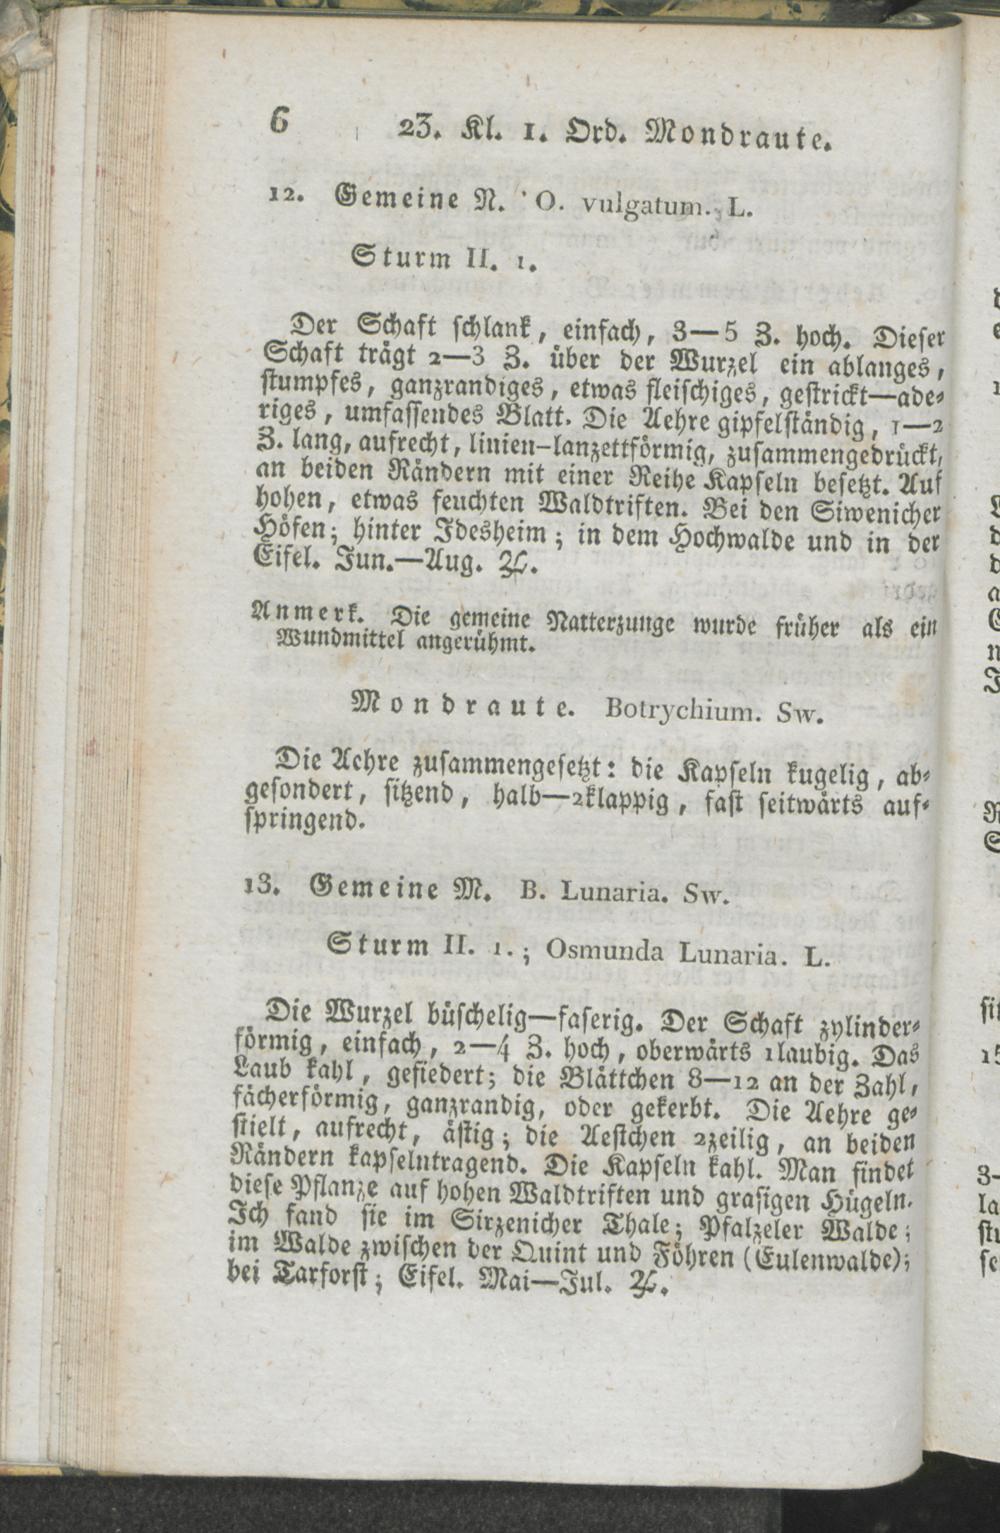 6 23. Kl. 1. Ord. Mondraute.
12. Gemeine N. O. vulgatum. L.
Sturm II. 1.
Der Schaft schlank, einfach, 3—5 Z. hoch. Dieser
Schaft trägt 2—3 Z. über der Wurzel ein ablanges,
stumpfes, ganzrandiges, etwas fleischiges, gestrickt—ade-
riges, umfassendes Blatt. Die Aehre gipfelständig, 1—2
Z. lang, aufrecht, linien-lanzettförmig, zusammengedrückt,
an beiden Rändern mit einer Reihe Kapseln besetzt. Auf
hohen, etwas feuchten Waldtriften. Bei den Siwenicher
Höfen; hinter Idesheim; in dem Hochwalde und in der
Eifel. Jun.—Aug. ♃.
Anmerk. Die gemeine Natterzunge wurde früher als ein
Wundmittel angerühmt.
Mondraute. Botrychium. Sw.
Die Aehre zusammengesetzt: die Kapseln kugelig, ab-
gesondert, sitzend, halb—2klappig, fast seitwärts auf-
springend.
13. Gemeine M. B. Lunaria. Sw.
Sturm II. 1.; Osmunda Lunaria. L.
Die Wurzel büschelig—faserig. Der Schaft zylinder-
förmig, einfach, 2—4 Z. hoch, oberwärts 1laubig. Das
Laub kahl, gefiedert; die Blättchen 8—12 an der Zahl,
fächerförmig, ganzrandig, oder gekerbt. Die Aehre ge-
stielt, aufrecht, ästig; die Aestchen 2zeilig, an beiden
Rändern kapselntragend. Die Kapseln kahl. Man findet
diese Pflanze auf hohen Waldtriften und grasigen Hügeln.
Ich fand sie im Sirzenicher Thale; Pfalzeler Walde;
im Walde zwischen der Quint und Föhren (Eulenwalde);
bei Tarforst; Eifel. Mai—Jul. ♃.